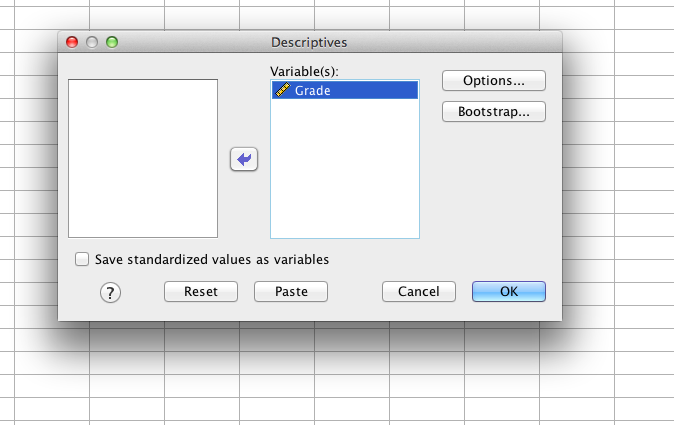 Descriptives
Variable(s):
Grade
Options...
Bootstrap...
Save standardized values as variables
? Reset Paste Cancel OK